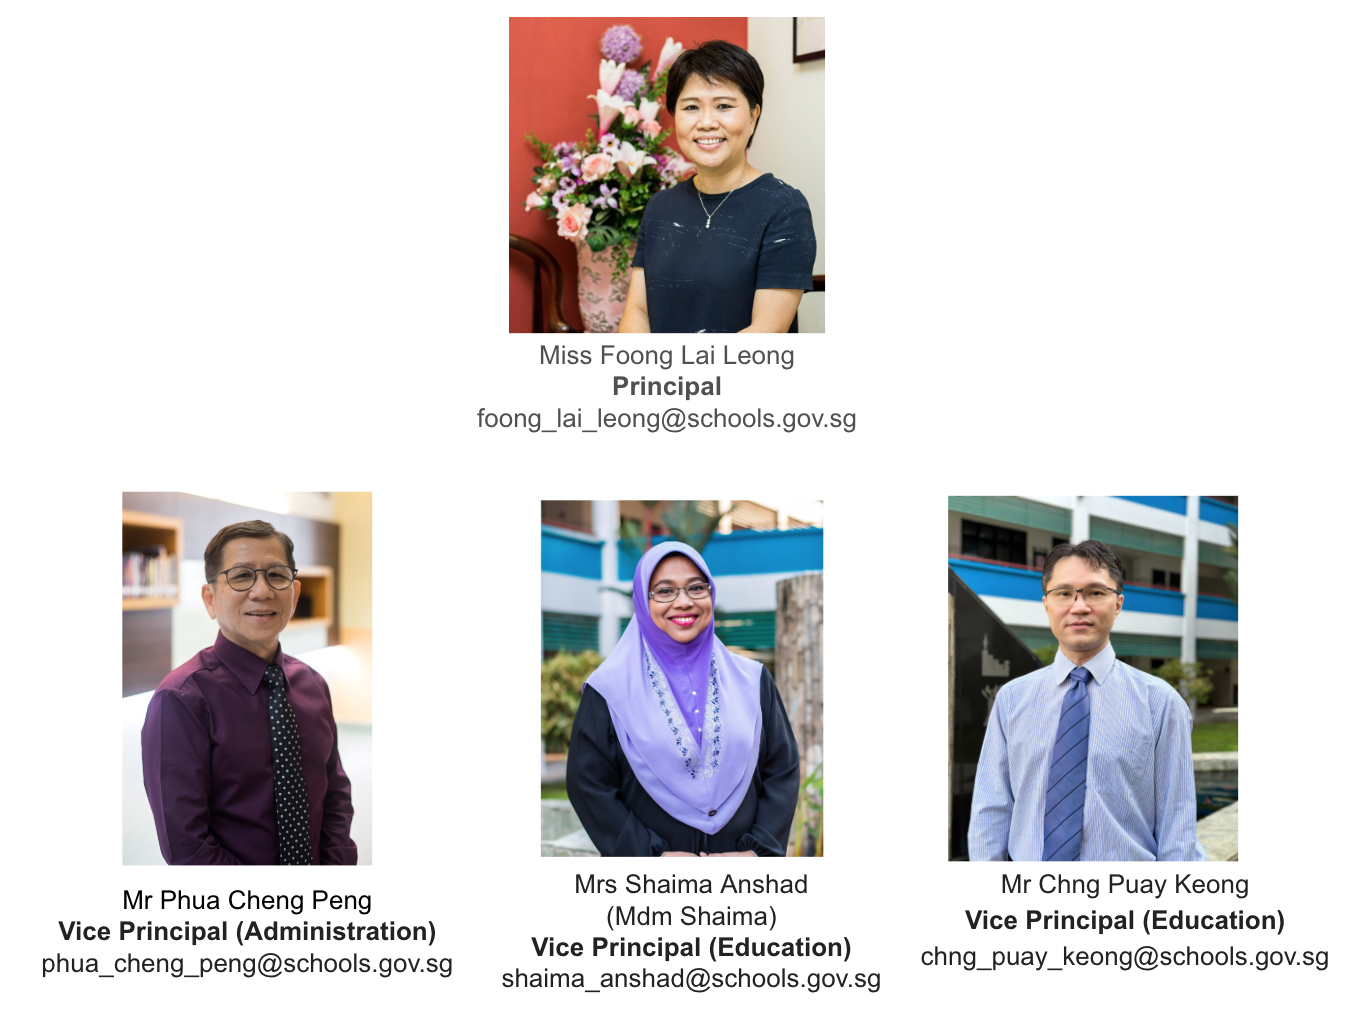 Miss Foong Lai Leong
Principal
foong_lai_leong@schools.gov.sg
Mr Phua Cheng Peng
Vice Principal (Administration)
phua_cheng_peng@schools.gov.sg
Mrs Shaima Anshad
(Mdm Shaima)
Vice Principal (Education)
shaima_anshad@schools.gov.sg
Mr Chng Puay Keong
Vice Principal (Education)
chng_puay_keong@schools.gov.sg